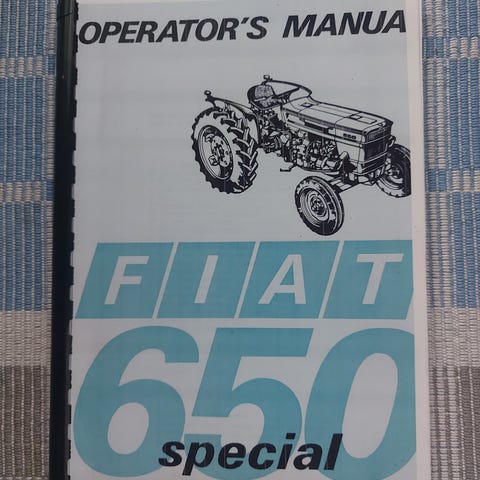 OPERATOR'S MANUA
FIAT
650
special